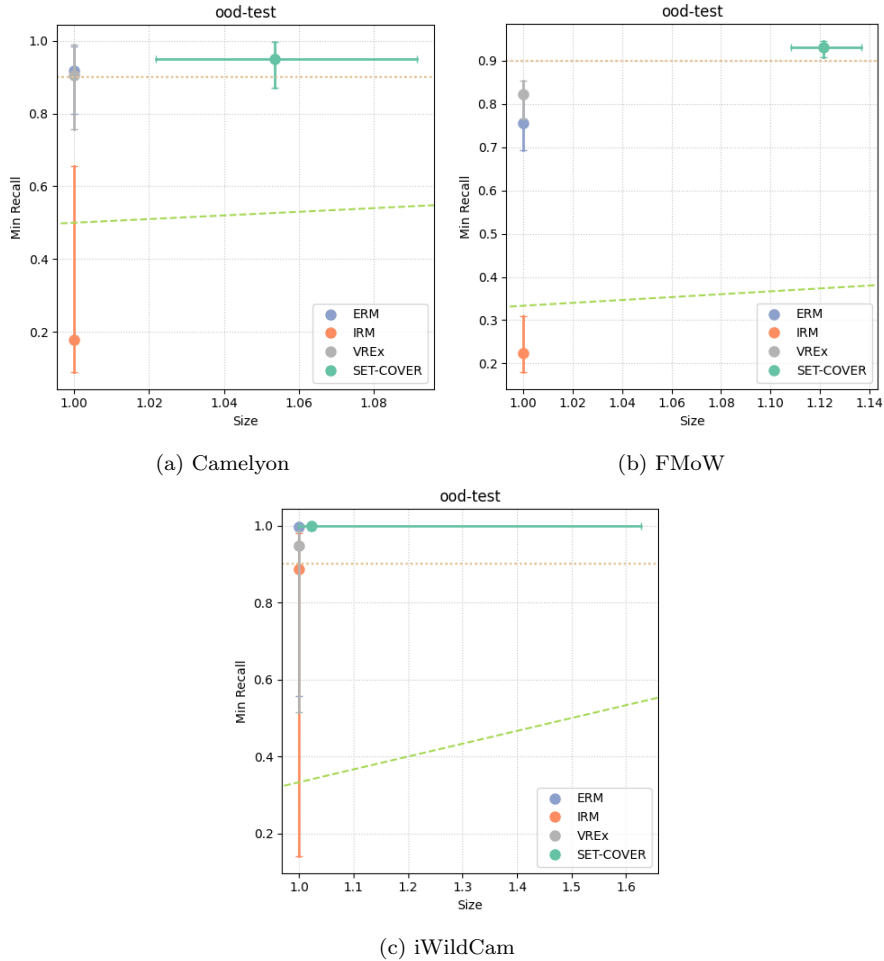 ood-test
Min Recall
1.0
0.8
0.6
0.4
0.2
1.00 1.02 1.04 1.06 1.08
Size
ERM
IRM
VREx
SET-COVER
(a) Camelyon
ood-test
Min Recall
0.9
0.8
0.7
0.6
0.5
0.4
0.3
0.2
1.00 1.02 1.04 1.06 1.08 1.10 1.12 1.14
Size
ERM
IRM
VREx
SET-COVER
(b) FMoW
ood-test
Min Recall
1.0
0.8
0.6
0.4
0.2
1.0 1.1 1.2 1.3 1.4 1.5 1.6
Size
ERM
IRM
VREx
SET-COVER
(c) iWildCam